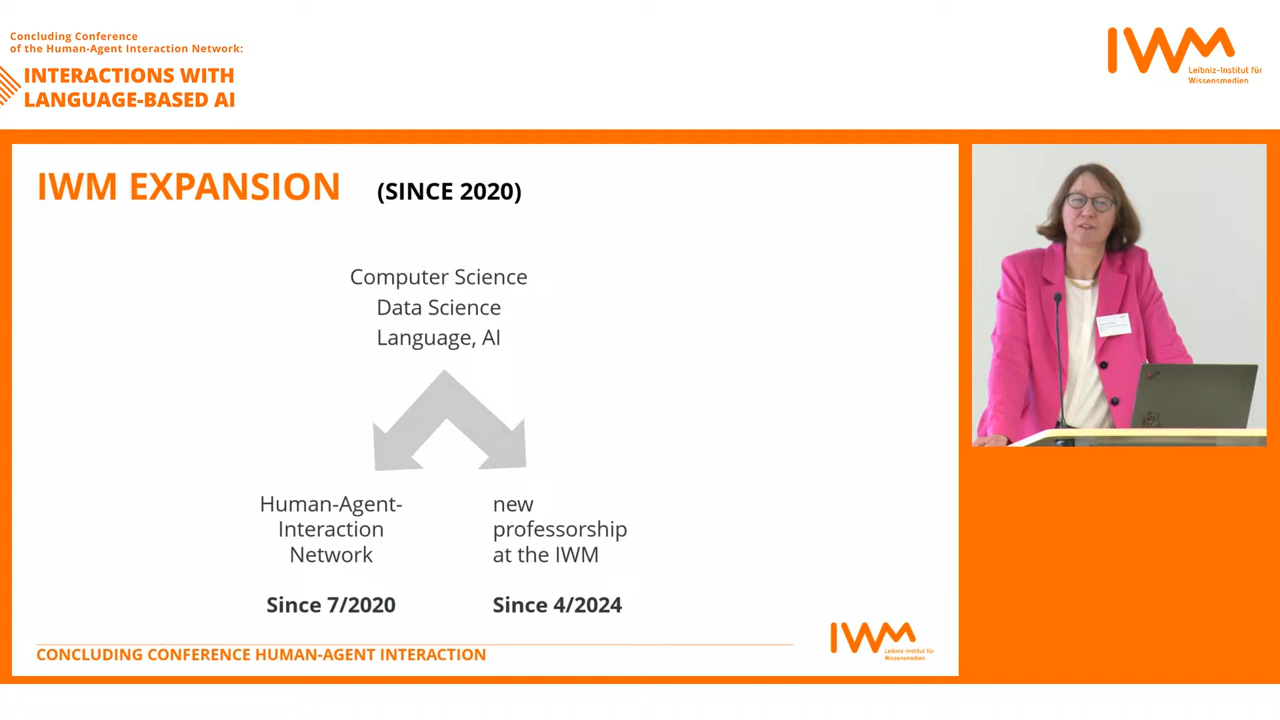 Concluding Conference
of the Human-Agent Interaction Network:
INTERACTIONS WITH
LANGUAGE-BASED AI
IWM
Leibniz-Institut für
Wissensmedien
IWM EXPANSION (SINCE 2020)
Computer Science
Data Science
Language, AI
Human-Agent-
Interaction
Network
Since 7/2020
new
professorship
at the IWM
Since 4/2024
CONCLUDING CONFERENCE HUMAN-AGENT INTERACTION
IWM
Leibniz-Institut für
Wissensmedien